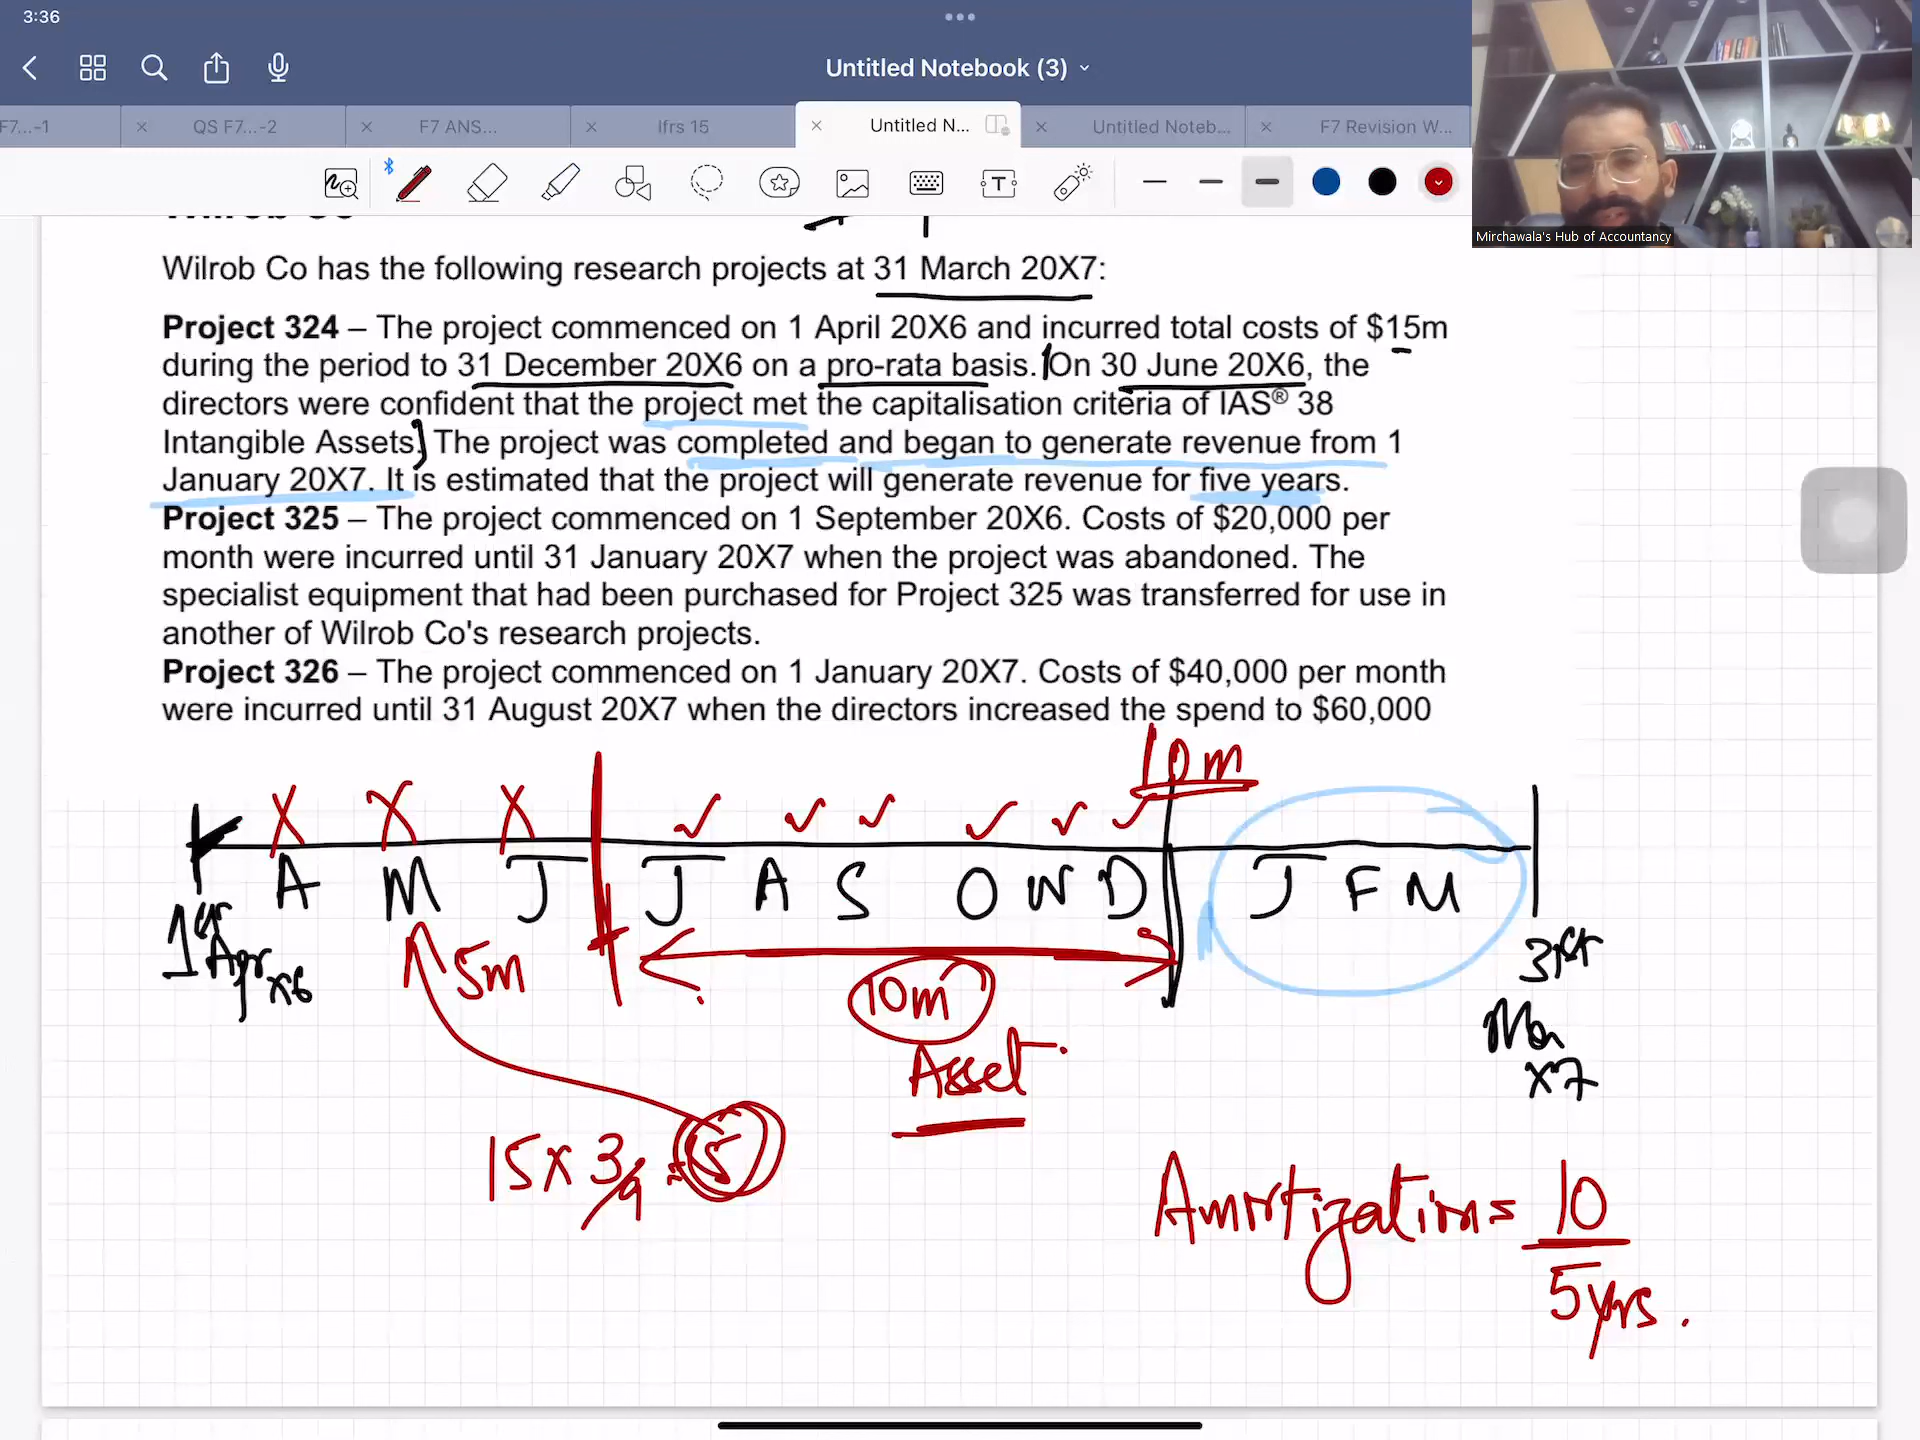 3:36
Untitled Notebook (3)
F7...-1
QS F7...-2
F7 ANS...
Ifrs 15
Untitled N...
Untitled Noteb...
F7 Revision W...
Mirchawala's Hub of Accountancy
Wilrob Co has the following research projects at 31 March 20X7:
Project 324 – The project commenced on 1 April 20X6 and incurred total costs of $15m
during the period to 31 December 20X6 on a pro-rata basis. On 30 June 20X6, the
directors were confident that the project met the capitalisation criteria of IAS® 38
Intangible Assets. The project was completed and began to generate revenue from 1
January 20X7. It is estimated that the project will generate revenue for five years.
Project 325 – The project commenced on 1 September 20X6. Costs of $20,000 per
month were incurred until 31 January 20X7 when the project was abandoned. The
specialist equipment that had been purchased for Project 325 was transferred for use in
another of Wilrob Co's research projects.
Project 326 – The project commenced on 1 January 20X7. Costs of $40,000 per month
were incurred until 31 August 20X7 when the directors increased the spend to $60,000
10m
A M J J A S O N D J F M
1st Apr x6
5m
10m
Asset
31st
Mar
x7
15 x 3/9 = 5
Amortization = 10
5yrs.